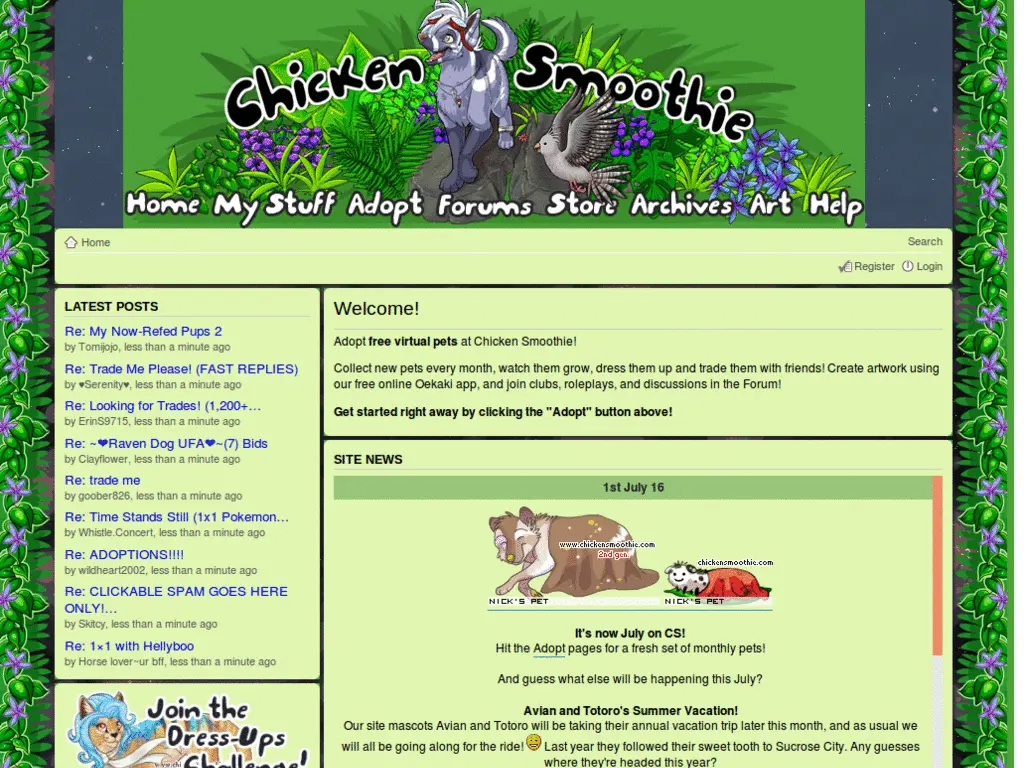 Chicken Smoothie
Home My Stuff Adopt Forums Store Archives Art Help
Home
Search
Register Login
LATEST POSTS
Re: My Now-Refed Pups 2
by Tomijojo, less than a minute ago
Re: Trade Me Please! (FAST REPLIES)
by ♥Serenity♥, less than a minute ago
Re: Looking for Trades! (1,200+…
by ErinS9715, less than a minute ago
Re: ~❤Raven Dog UFA❤~(7) Bids
by Clayflower, less than a minute ago
Re: trade me
by goober826, less than a minute ago
Re: Time Stands Still (1x1 Pokemon…
by Whistle.Concert, less than a minute ago
Re: ADOPTIONS!!!!
by wildheart2002, less than a minute ago
Re: CLICKABLE SPAM GOES HERE
ONLY!…
by Skitcy, less than a minute ago
Re: 1×1 with Hellyboo
by Horse lover~ur bff, less than a minute ago
Join the
Dress-Ups
Challenge!
Welcome!
Adopt free virtual pets at Chicken Smoothie!
Collect new pets every month, watch them grow, dress them up and trade them with friends! Create artwork using
our free online Oekaki app, and join clubs, roleplays, and discussions in the Forum!
Get started right away by clicking the "Adopt" button above!
SITE NEWS
1st July 16
www.chickensmoothie.com
2nd gen.
chickensmoothie.com
NICK'S PET
NICK'S PET
It's now July on CS!
Hit the Adopt pages for a fresh set of monthly pets!
And guess what else will be happening this July?
Avian and Totoro's Summer Vacation!
Our site mascots Avian and Totoro will be taking their annual vacation trip later this month, and as usual we
will all be going along for the ride! Last year they followed their sweet tooth to Sucrose City. Any guesses
where they're headed this year?